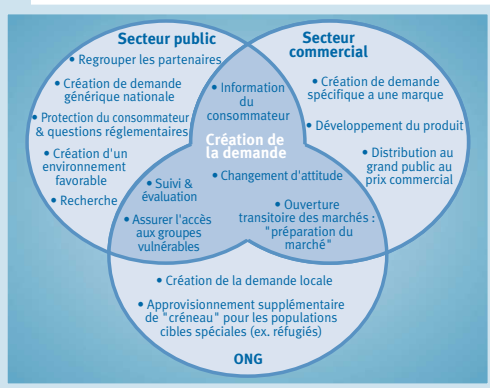 Secteur public
• Regrouper les partenaires
• Création de demande
générique nationale
• Protection du consommateur
& questions réglementaires
• Création d'un
environnement
favorable
• Recherche
Secteur
commercial
• Création de demande
spécifique a une marque
• Développement du produit
• Distribution au
grand public au
prix commercial
• Information
du
consommateur
Création de
la demande
• Changement d'attitude
• Suivi &
évaluation
• Assurer l'accès
aux groupes
vulnérables
• Ouverture
transitoire des marchés :
"préparation du
marché"
• Création de la demande locale
• Approvisionnement supplémentaire
de "créneau" pour les populations
cibles spéciales (ex. réfugiés)
ONG